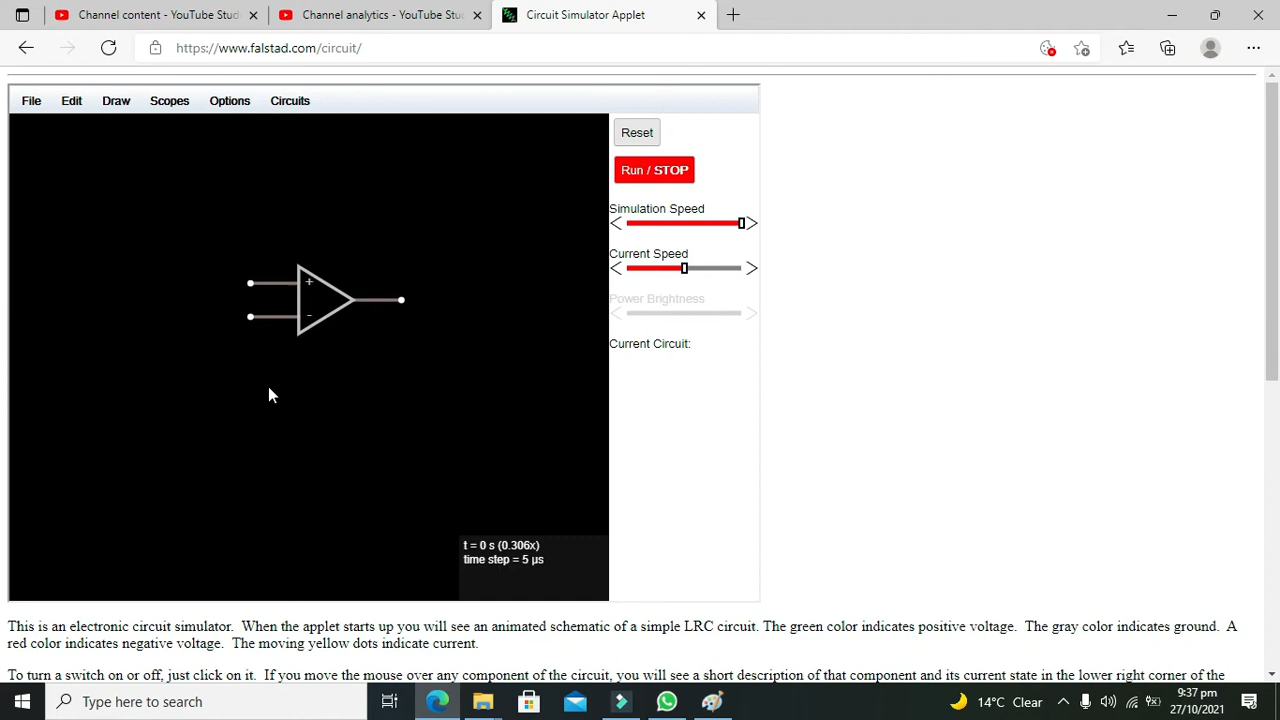 Channel content - YouTube Stud
Channel analytics - YouTube Stu
Circuit Simulator Applet
https://www.falstad.com/circuit/
File Edit Draw Scopes Options Circuits
Reset
Run / STOP
Simulation Speed
Current Speed
Power Brightness
Current Circuit:
+
-
t = 0 s (0.306x)
time step = 5 µs
This is an electronic circuit simulator. When the applet starts up you will see an animated schematic of a simple LRC circuit. The green color indicates positive voltage. The gray color indicates ground. A
red color indicates negative voltage. The moving yellow dots indicate current.
To turn a switch on or off, just click on it. If you move the mouse over any component of the circuit, you will see a short description of that component and its current state in the lower right corner of the
Type here to search
14°C Clear
9:37 pm
27/10/2021